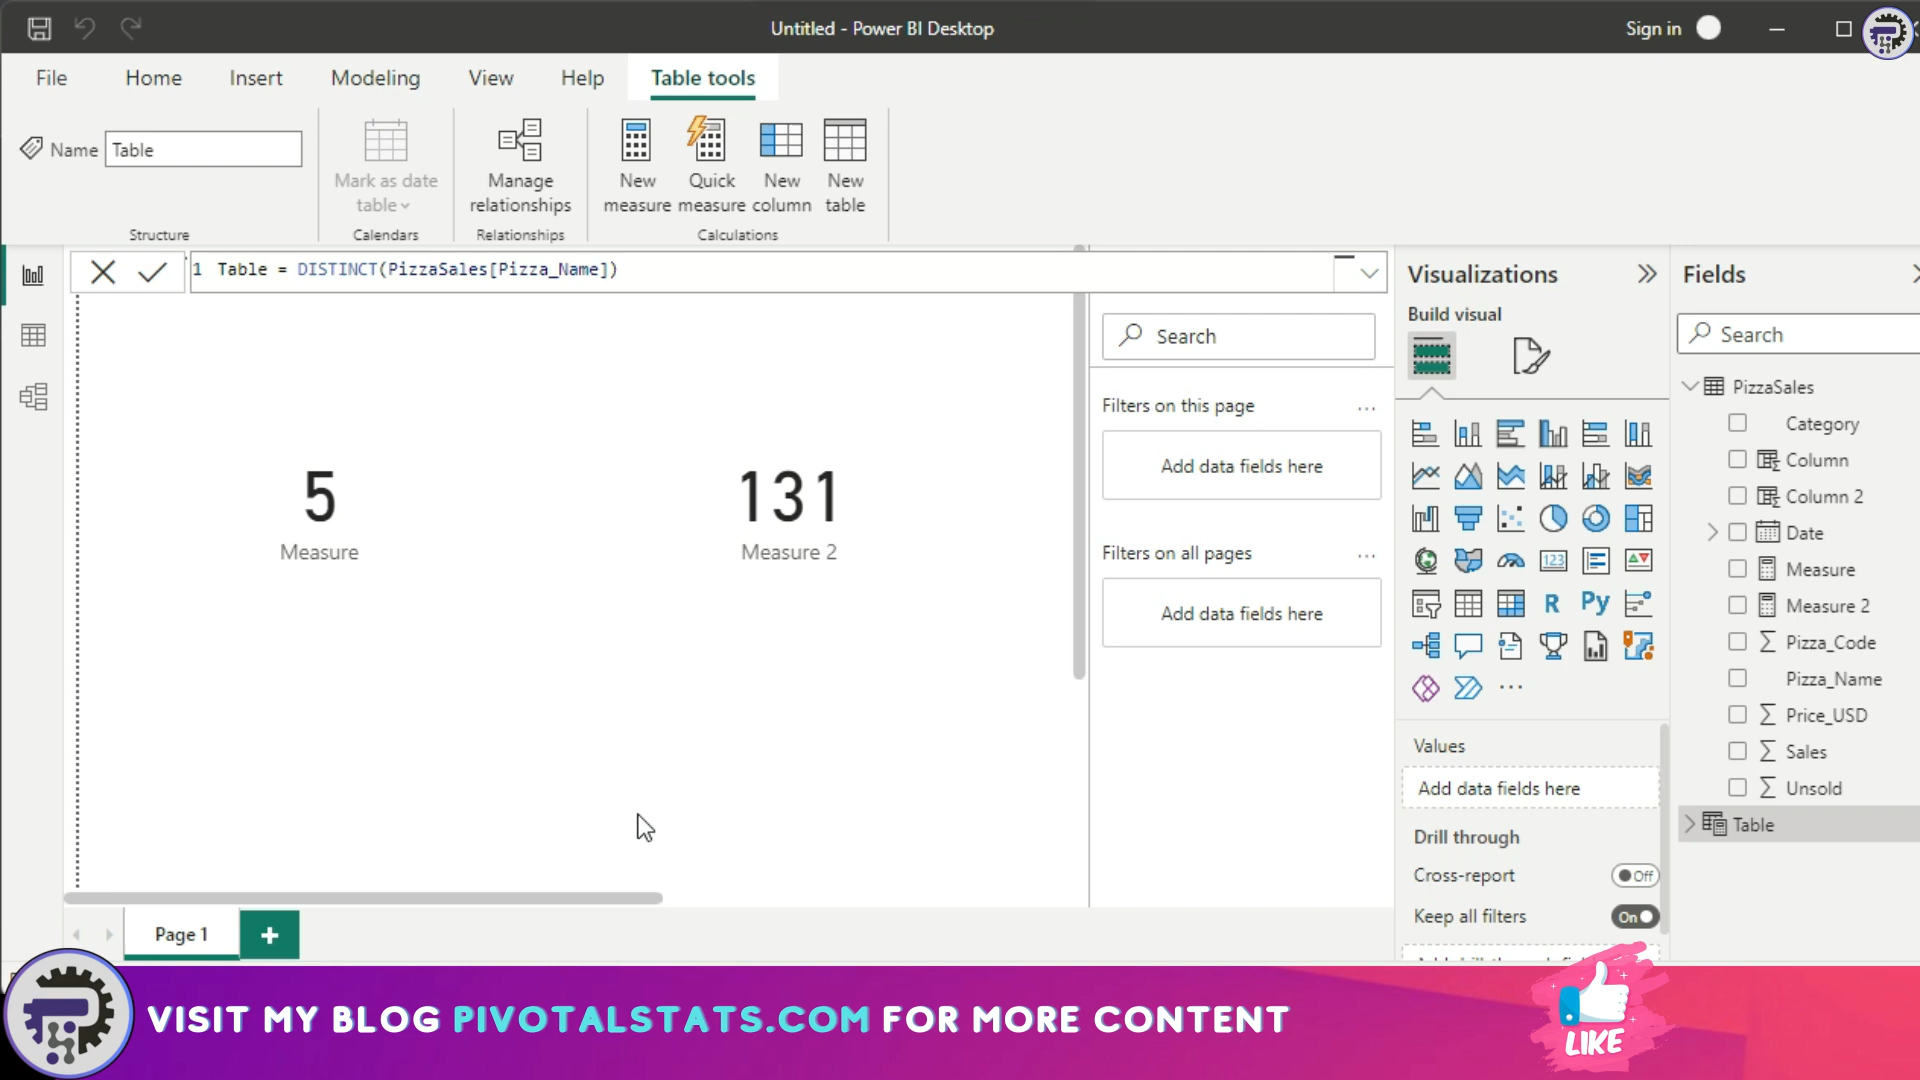 Untitled - Power BI Desktop
Sign in
File Home Insert Modeling View Help Table tools
Name Table
Mark as date table
Manage relationships
New measure
Quick measure
New column
New table
Structure Calendars Relationships Calculations
1 Table = DISTINCT(PizzaSales[Pizza_Name])
5
Measure
131
Measure 2
Search
Filters on this page ...
Add data fields here
Filters on all pages ...
Add data fields here
Visualizations
Build visual
123
R Py
...
Values
Add data fields here
Drill through
Cross-report Off
Keep all filters On
Fields
Search
PizzaSales
Category
Column
Column 2
Date
Measure
Measure 2
Pizza_Code
Pizza_Name
Price_USD
Sales
Unsold
Table
Page 1
VISIT MY BLOG PIVOTALSTATS.COM FOR MORE CONTENT
LIKE